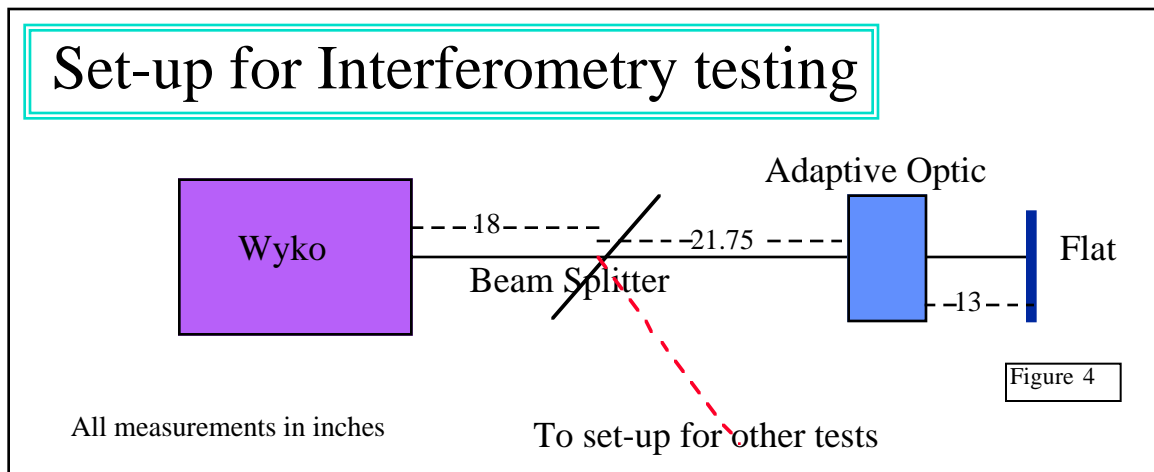 Set-up for Interferometry testing
Adaptive Optic
Wyko
18
21.75
Flat
Beam Splitter
13
Figure 4
All measurements in inches
To set-up for other tests